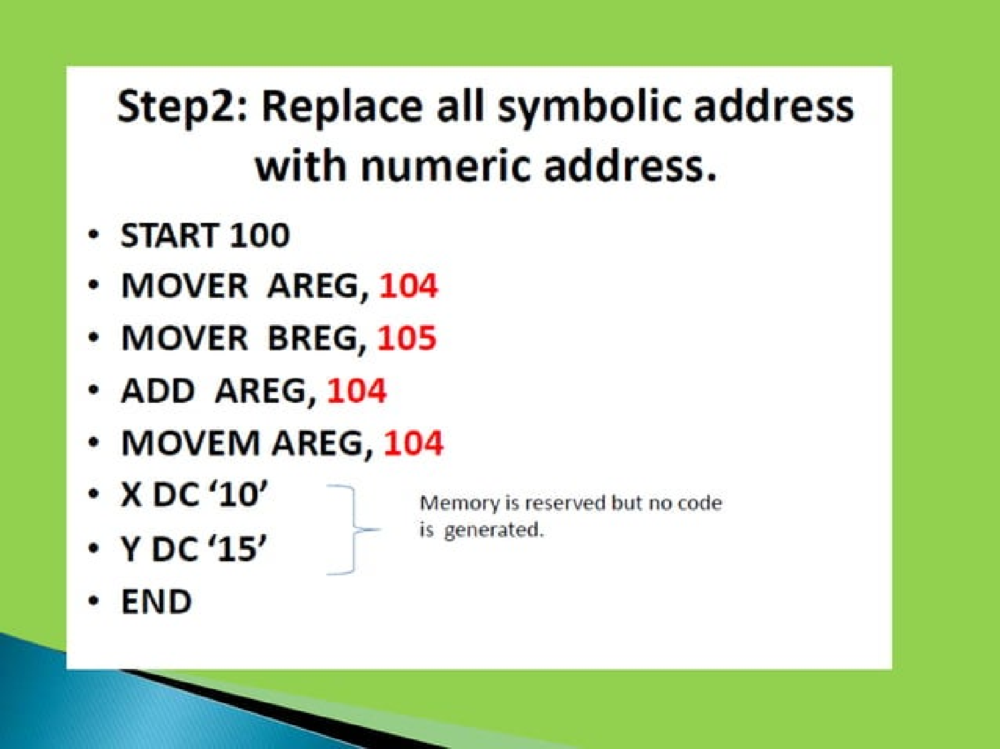 Step2: Replace all symbolic address
with numeric address.
• START 100
• MOVER AREG, 104
• MOVER BREG, 105
• ADD AREG, 104
• MOVEM AREG, 104
• X DC ‘10’
Memory is reserved but no code
is generated.
• Y DC ‘15’
• END